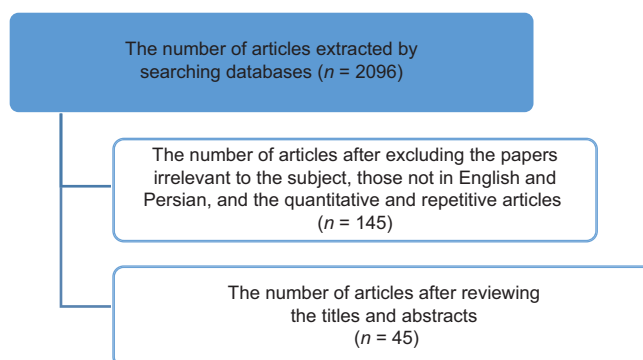 The number of articles extracted by
searching databases (n = 2096)
The number of articles after excluding the papers
irrelevant to the subject, those not in English and
Persian, and the quantitative and repetitive articles
(n = 145)
The number of articles after reviewing
the titles and abstracts
(n = 45)